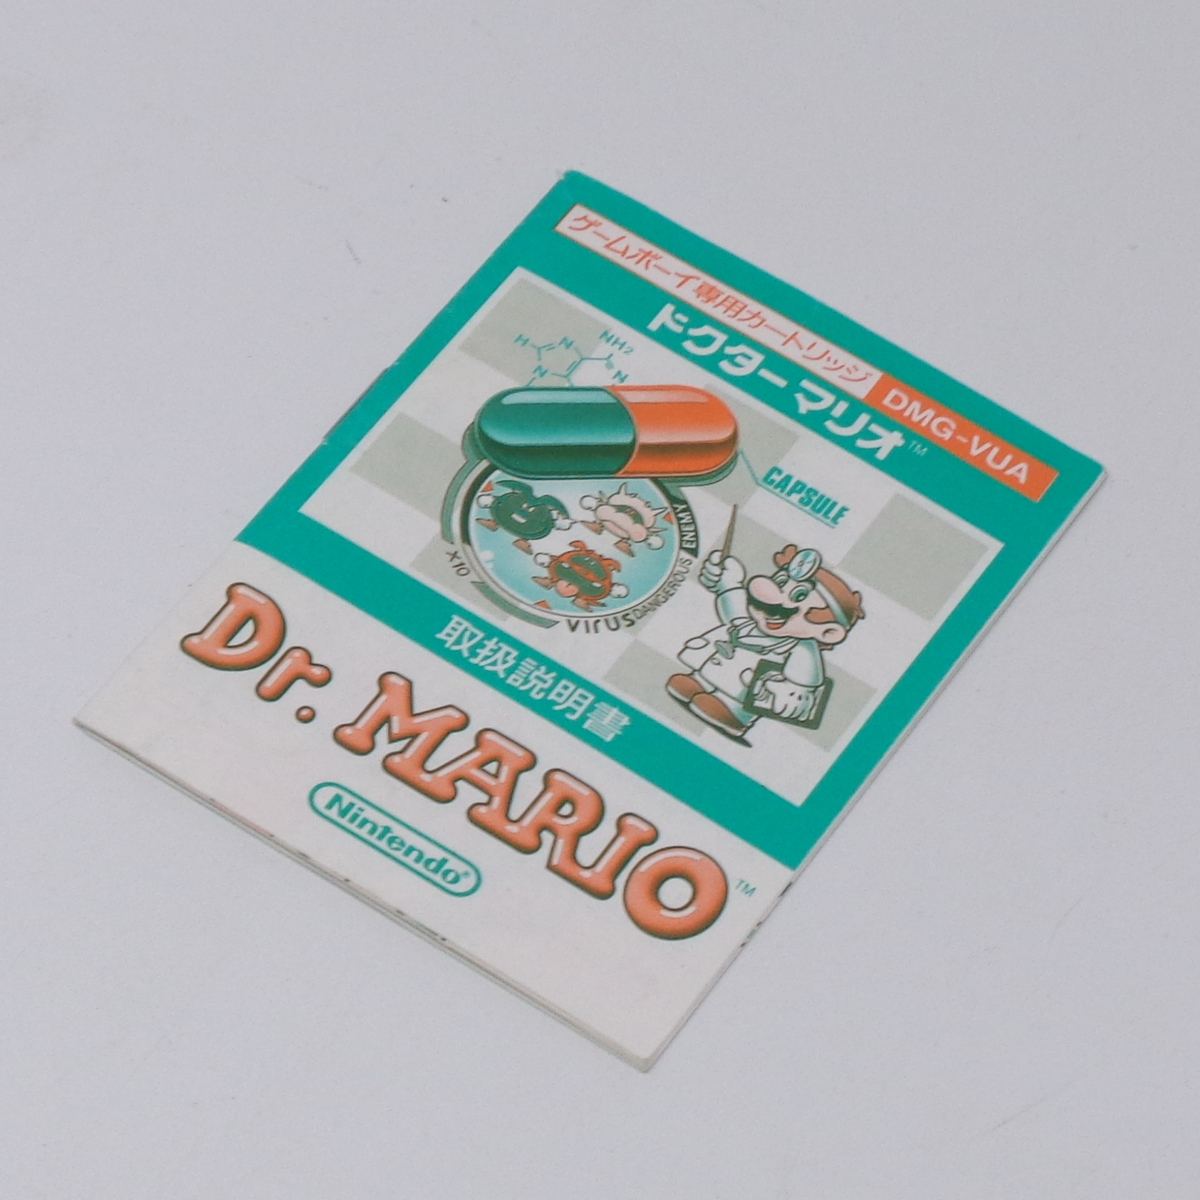 ゲームボーイ専用カートリッジ DMG-VUA
ドクターマリオ™
H N NH2
N N
CAPSULE
X10
VIRUS DANGEROUS ENEMY
取扱説明書
Dr. MARIO™
Nintendo®